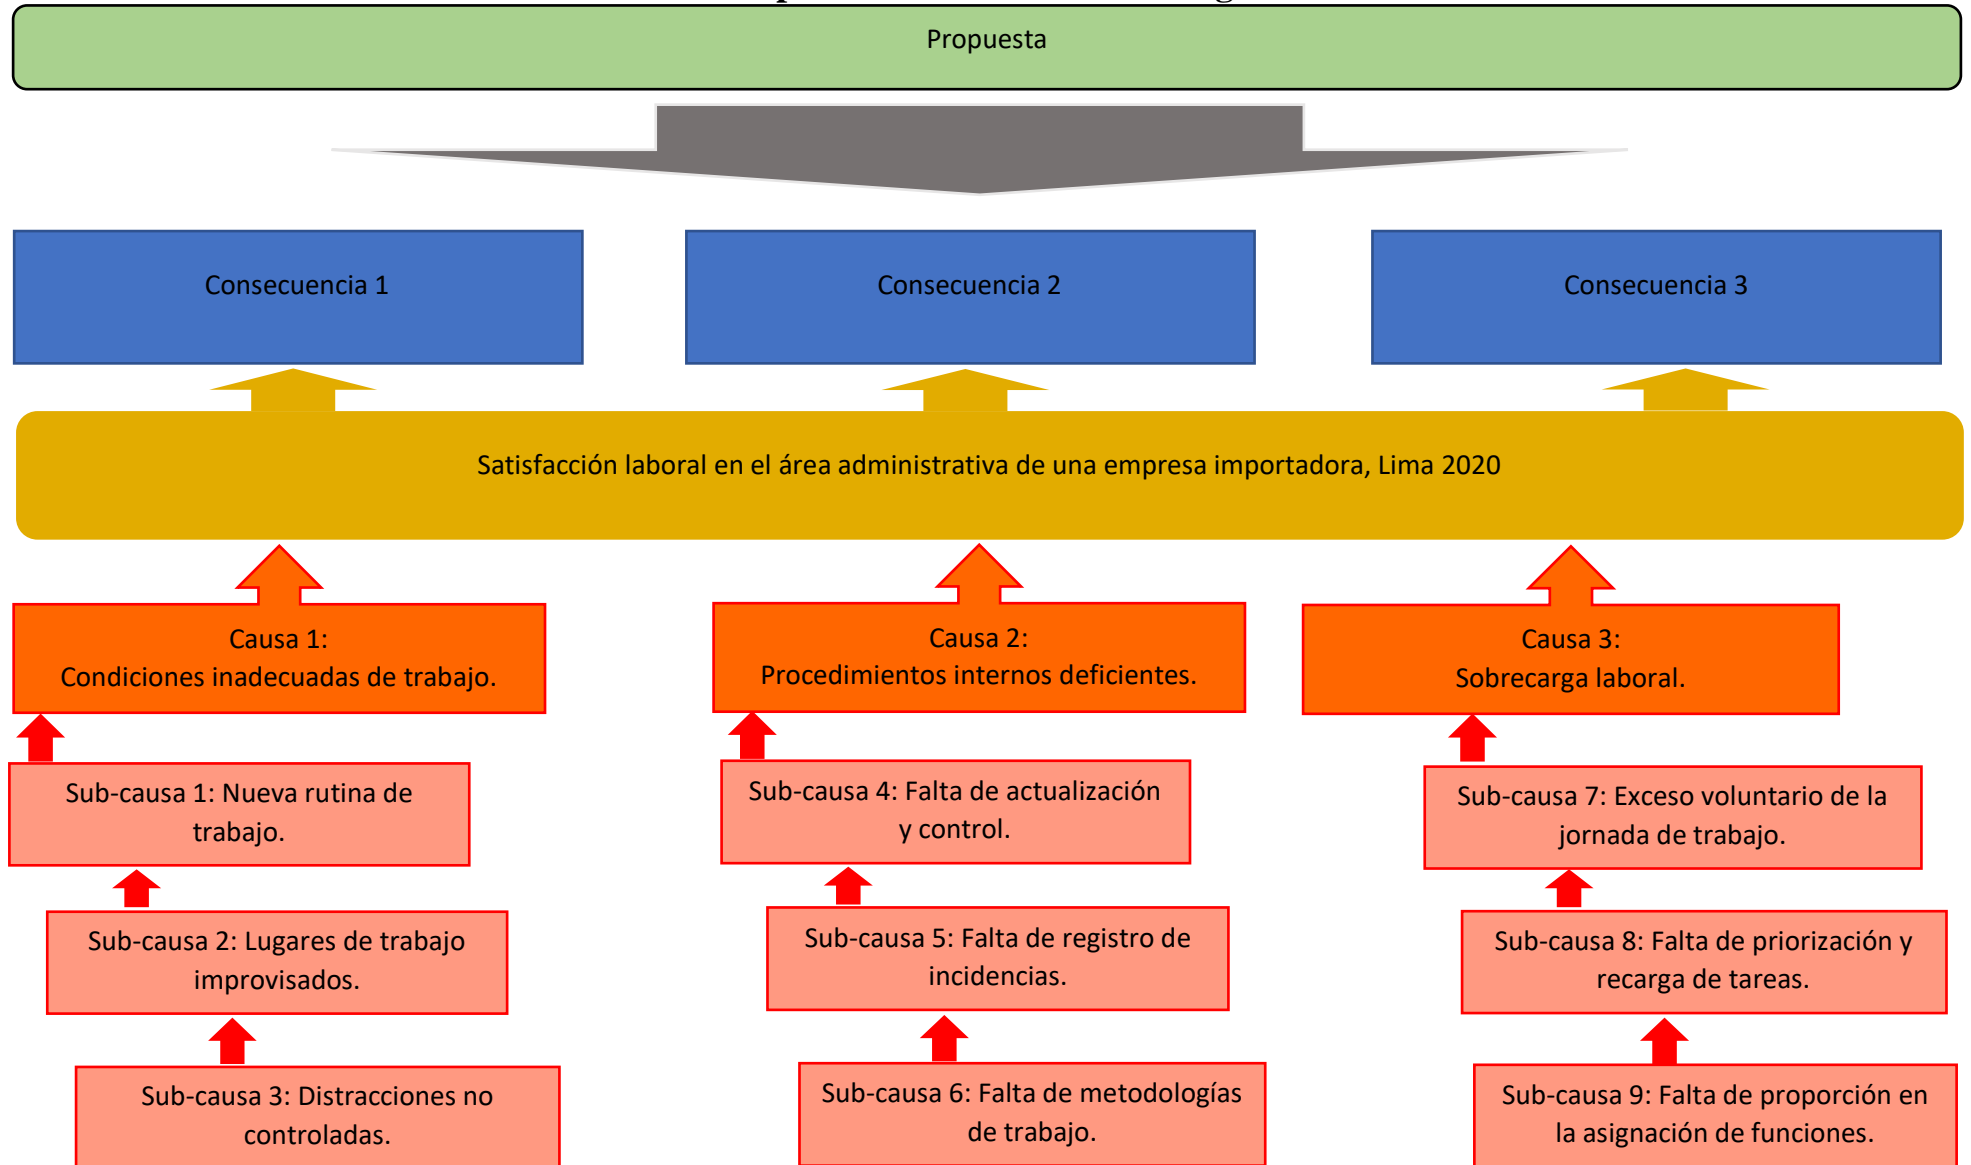 Propuesta
Consecuencia 1
Consecuencia 2
Consecuencia 3
Satisfacción laboral en el área administrativa de una empresa importadora, Lima 2020
Causa 1:
Condiciones inadecuadas de trabajo.
Causa 2:
Procedimientos internos deficientes.
Causa 3:
Sobrecarga laboral.
Sub-causa 1: Nueva rutina de
trabajo.
Sub-causa 4: Falta de actualización
y control.
Sub-causa 7: Exceso voluntario de la
jornada de trabajo.
Sub-causa 2: Lugares de trabajo
improvisados.
Sub-causa 5: Falta de registro de
incidencias.
Sub-causa 8: Falta de priorización y
recarga de tareas.
Sub-causa 3: Distracciones no
controladas.
Sub-causa 6: Falta de metodologías
de trabajo.
Sub-causa 9: Falta de proporción en
la asignación de funciones.